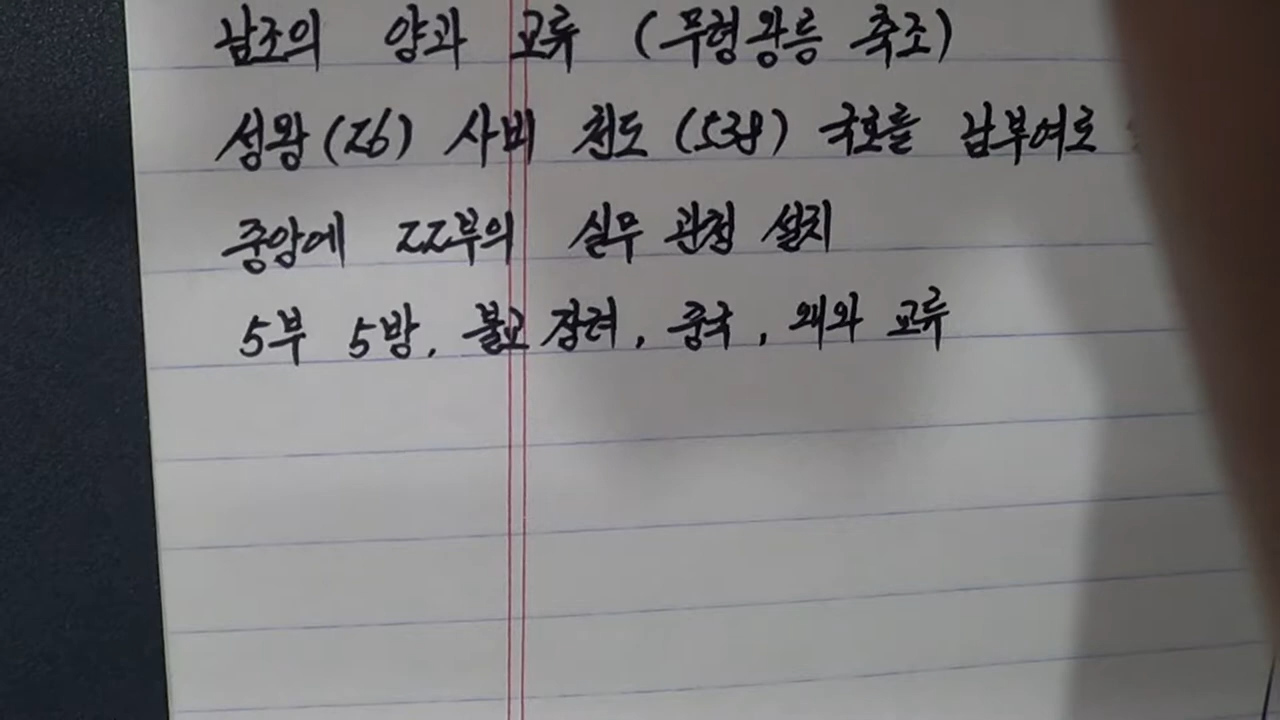 남조의 양과 교류 (무령왕릉 축조)
성왕(26) 사비 천도(538) 국호를 남부여로
중앙에 22부의 실무 관청 설치
5부 5방, 불교 장려, 중국, 왜와 교류